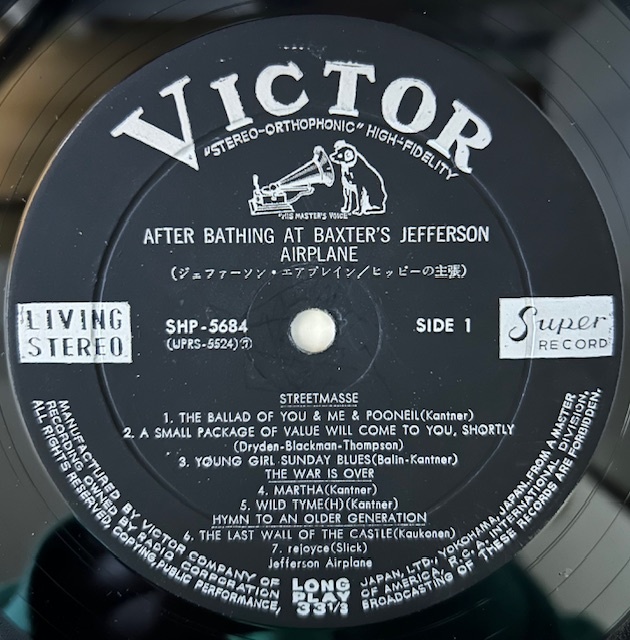 VICTOR
"STEREO-ORTHOPHONIC" HIGH-FIDELITY
"HIS MASTER'S VOICE"
AFTER BATHING AT BAXTER'S JEFFERSON
AIRPLANE
(ジェファーソン・エアプレイン/ヒッピーの主張)
LIVING
STEREO
SHP-5684
(UPRS-5524)
SIDE 1
Super
RECORD
STREETMASSE
1. THE BALLAD OF YOU & ME & POONEIL(Kantner)
2. A SMALL PACKAGE OF VALUE WILL COME TO YOU, SHORTLY
(Dryden-Blackman-Thompson)
3. YOUNG GIRL SUNDAY BLUES(Balin-Kantner)
THE WAR IS OVER
4. MARTHA(Kantner)
5. WILD TYME(H)(Kantner)
HYMN TO AN OLDER GENERATION
6. THE LAST WALL OF THE CASTLE(Kaukonen)
7. rejoyce(Slick)
Jefferson Airplane
LONG
PLAY
33 1/3
MANUFACTURED BY VICTOR COMPANY OF JAPAN, LTD., YOKOHAMA, JAPAN. FROM A MASTER
RECORDING OWNED BY RADIO CORPORATION OF AMERICA. R.C.A. INTERNATIONAL DIVISION.
ALL RIGHTS RESERVED, COPYING, PUBLIC PERFORMANCE, BROADCASTING OF THESE RECORDS ARE FORBIDDEN.